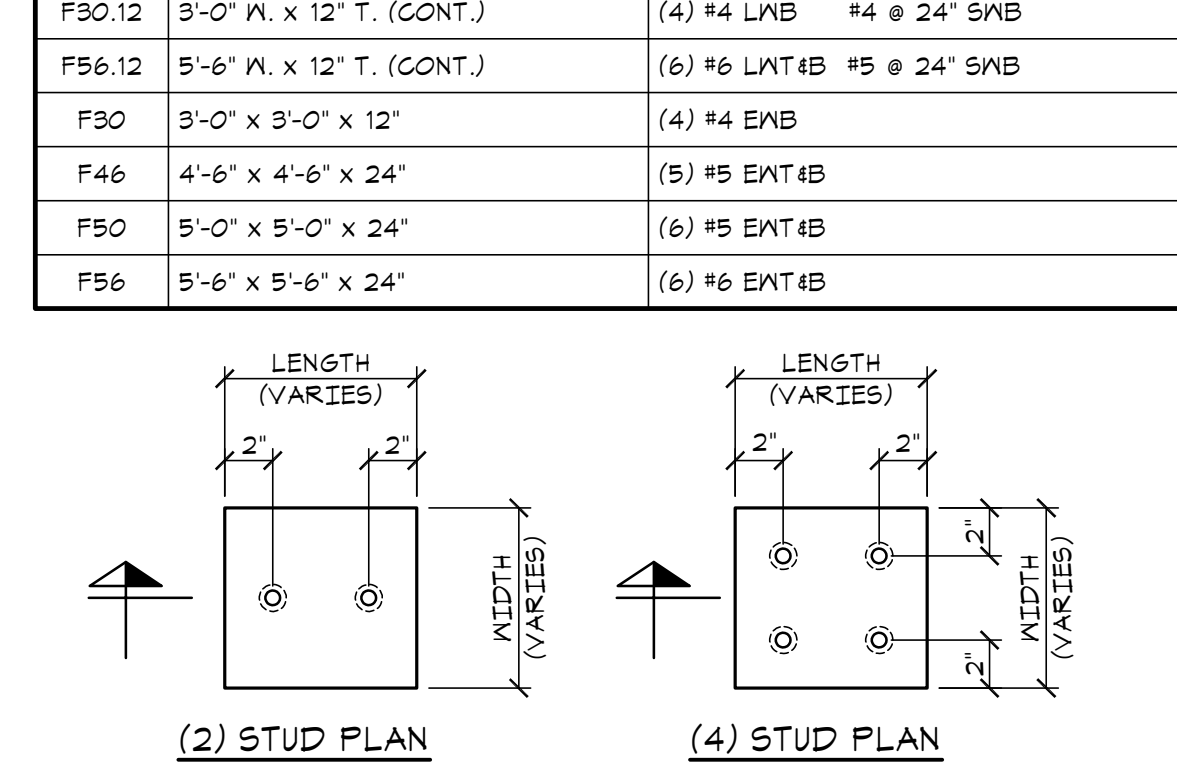 F30.12 3'-0" W. x 12" T. (CONT.) (4) #4 LWB #4 @ 24" SWB
F56.12 5'-6" W. x 12" T. (CONT.) (6) #6 LWT&B #5 @ 24" SWB
F30 3'-0" x 3'-0" x 12" (4) #4 EWB
F46 4'-6" x 4'-6" x 24" (5) #5 EWT&B
F50 5'-0" x 5'-0" x 24" (6) #5 EWT&B
F56 5'-6" x 5'-6" x 24" (6) #6 EWT&B
LENGTH
(VARIES)
2" 2"
WIDTH
(VARIES)
(2) STUD PLAN
LENGTH
(VARIES)
2" 2"
2"
WIDTH
(VARIES)
2"
(4) STUD PLAN